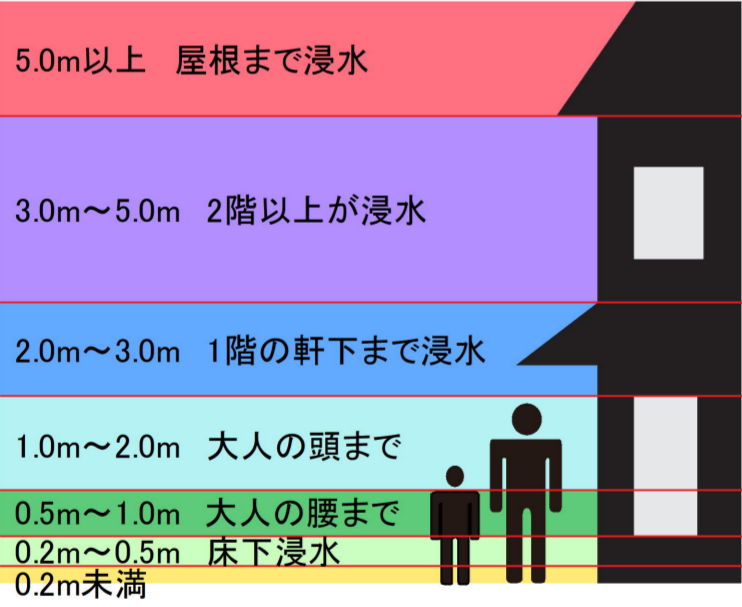 5.0m以上 屋根まで浸水
3.0m～5.0m 2階以上が浸水
2.0m～3.0m 1階の軒下まで浸水
1.0m～2.0m 大人の頭まで
0.5m～1.0m 大人の腰まで
0.2m～0.5m 床下浸水
0.2m未満